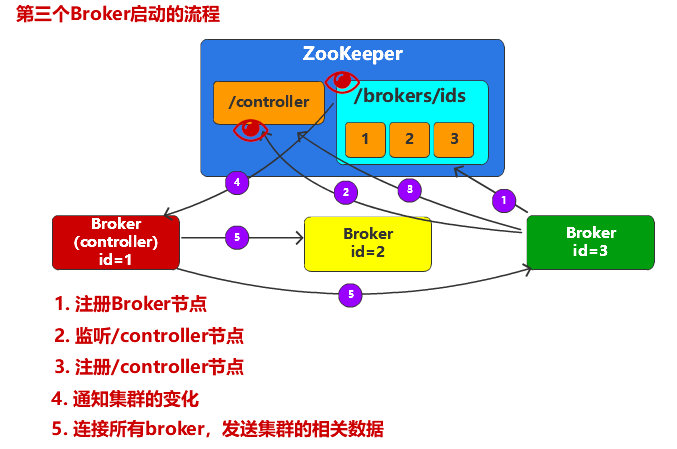 第三个Broker启动的流程
ZooKeeper
/controller
/brokers/ids
1 2 3
4
2
3
1
Broker
(controller)
id=1
5
Broker
id=2
Broker
id=3
5
1. 注册Broker节点
2. 监听/controller节点
3. 注册/controller节点
4. 通知集群的变化
5. 连接所有broker，发送集群的相关数据